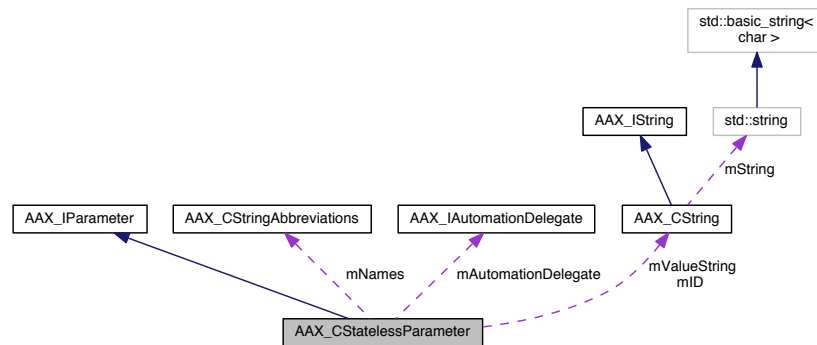 std::basic_string<
char >
AAX_IString
std::string
mString
AAX_IParameter
AAX_CStringAbbreviations
AAX_IAutomationDelegate
AAX_CString
mNames
mAutomationDelegate
mValueString
mID
AAX_CStatelessParameter